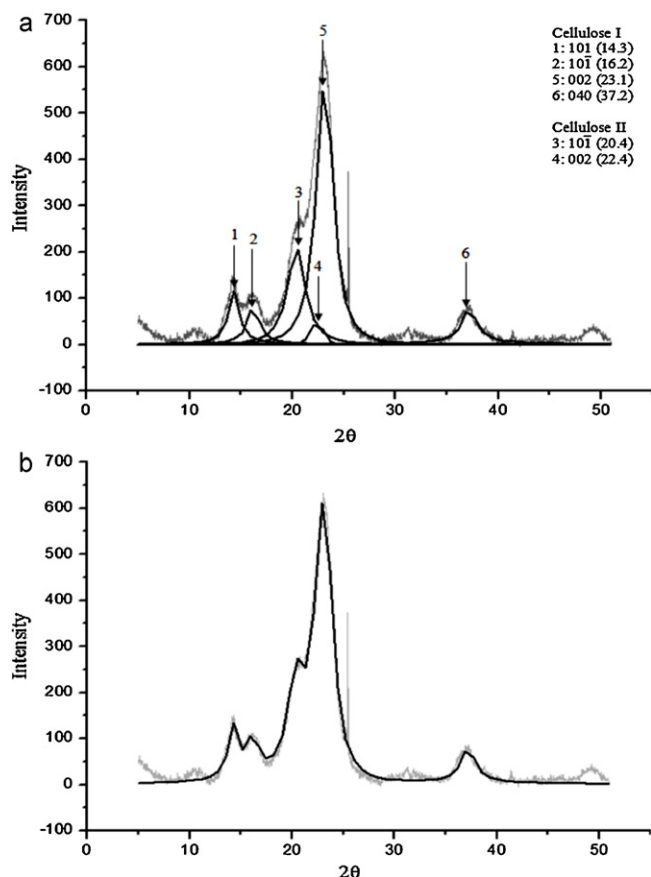 a
700
600
500
400
300
200
100
0
-100
Intensity
0 10 20 30 40 50
2θ
1
2
3
4
5
6
Cellulose I
1: 101 (14.3)
2: 101̄ (16.2)
5: 002 (23.1)
6: 040 (37.2)
Cellulose II
3: 101̄ (20.4)
4: 002 (22.4)
b
700
600
500
400
300
200
100
0
-100
Intensity
0 10 20 30 40 50
2θ